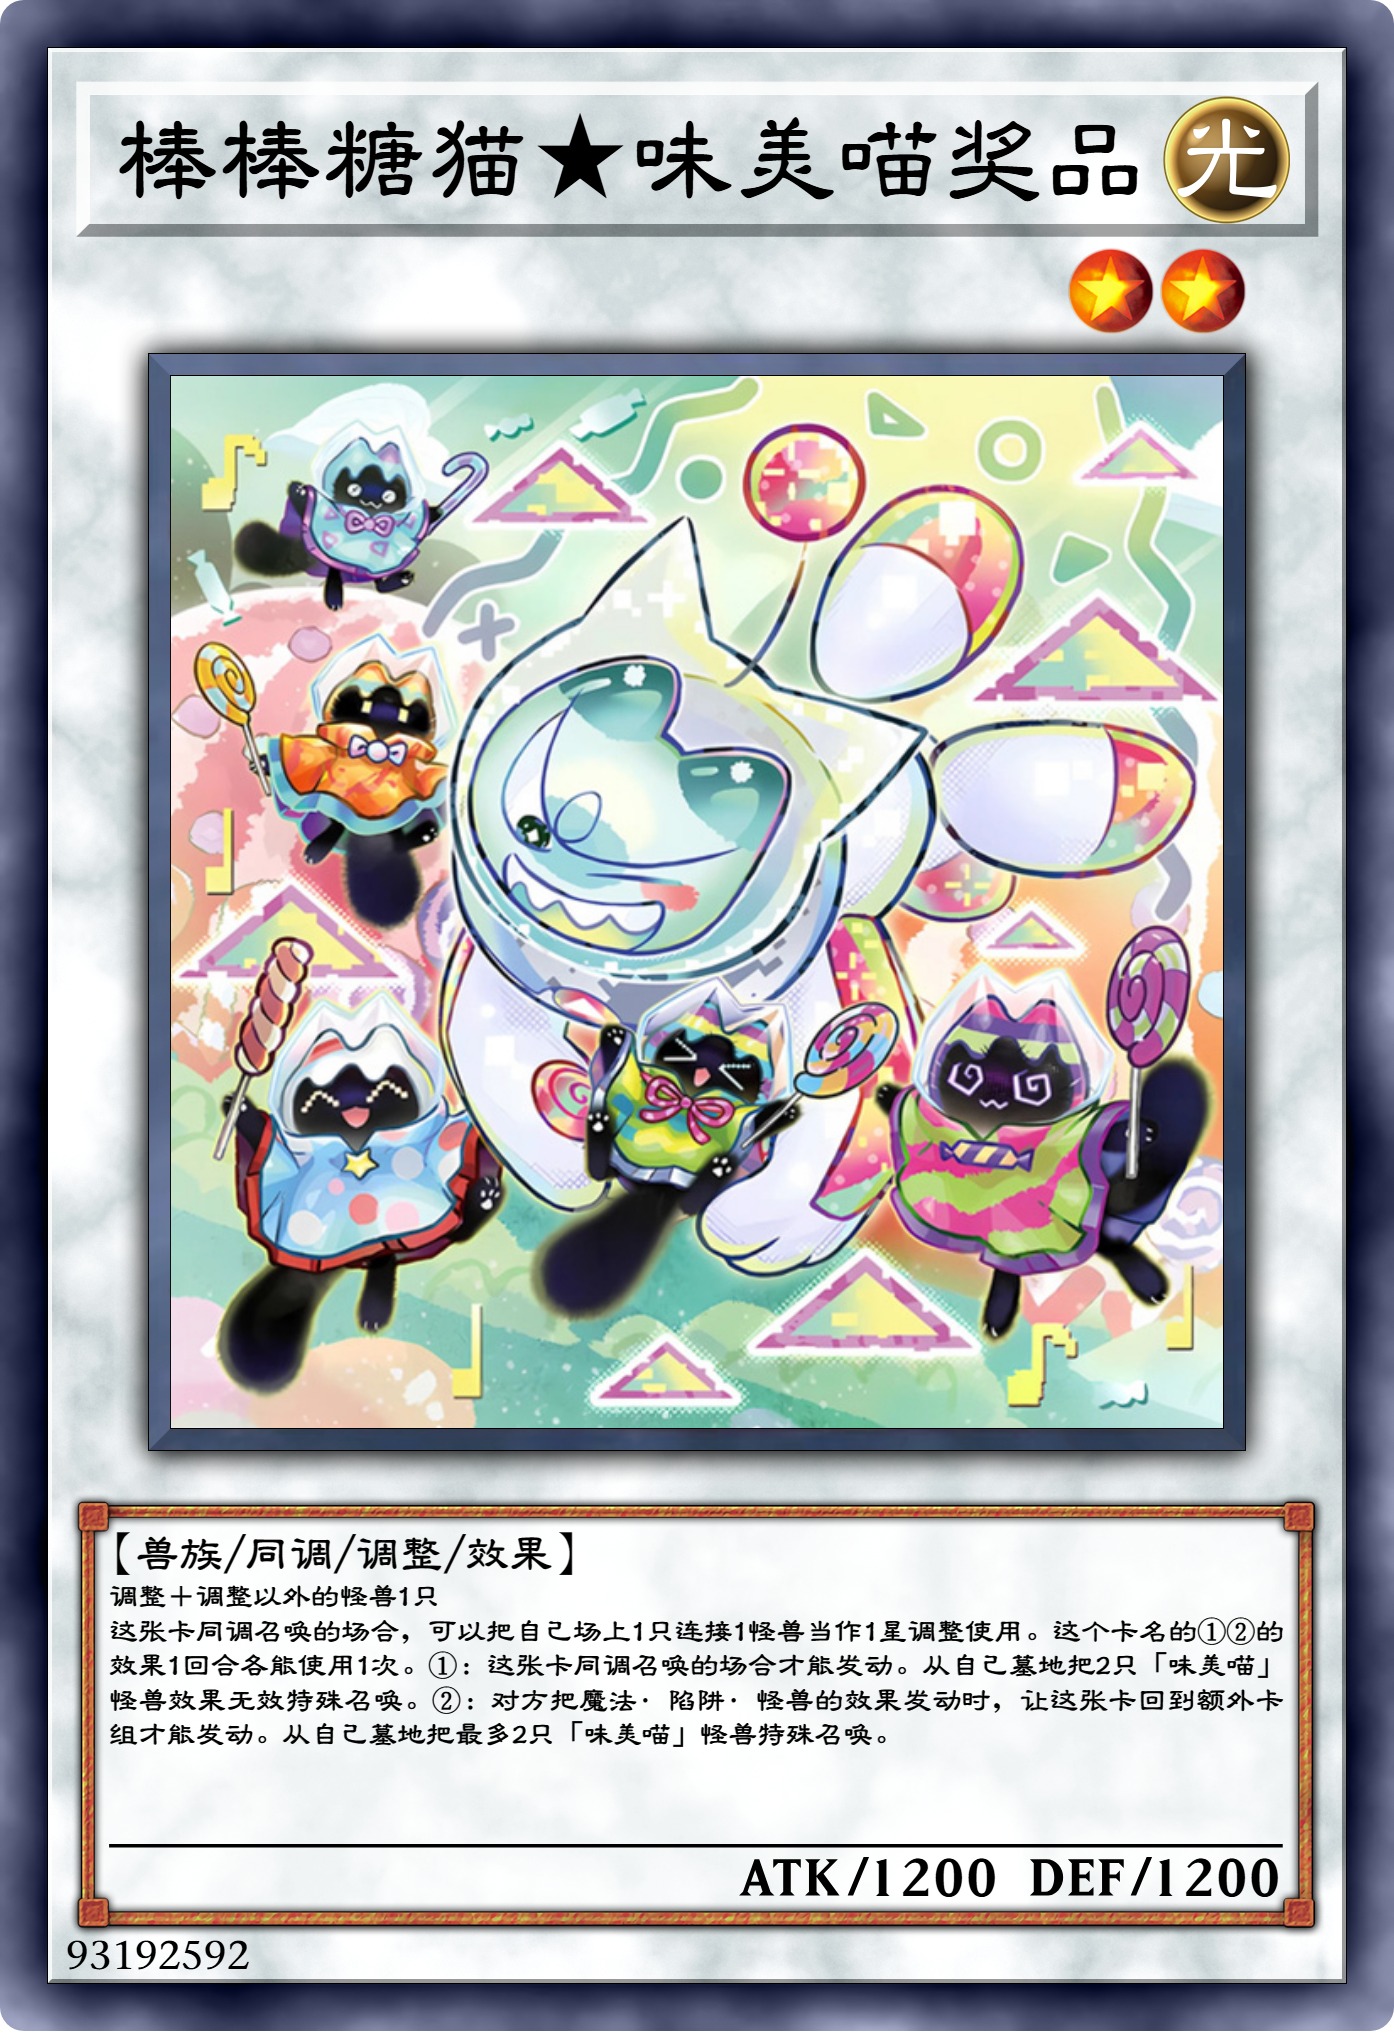 棒棒糖猫★味美喵奖品
光
【兽族/同调/调整/效果】
调整＋调整以外的怪兽1只
这张卡同调召唤的场合，可以把自己场上1只连接1怪兽当作1星调整使用。这个卡名的①②的
效果1回合各能使用1次。①：这张卡同调召唤的场合才能发动。从自己墓地把2只「味美喵」
怪兽效果无效特殊召唤。②：对方把魔法·陷阱·怪兽的效果发动时，让这张卡回到额外卡
组才能发动。从自己墓地把最多2只「味美喵」怪兽特殊召唤。
ATK/1200 DEF/1200
93192592